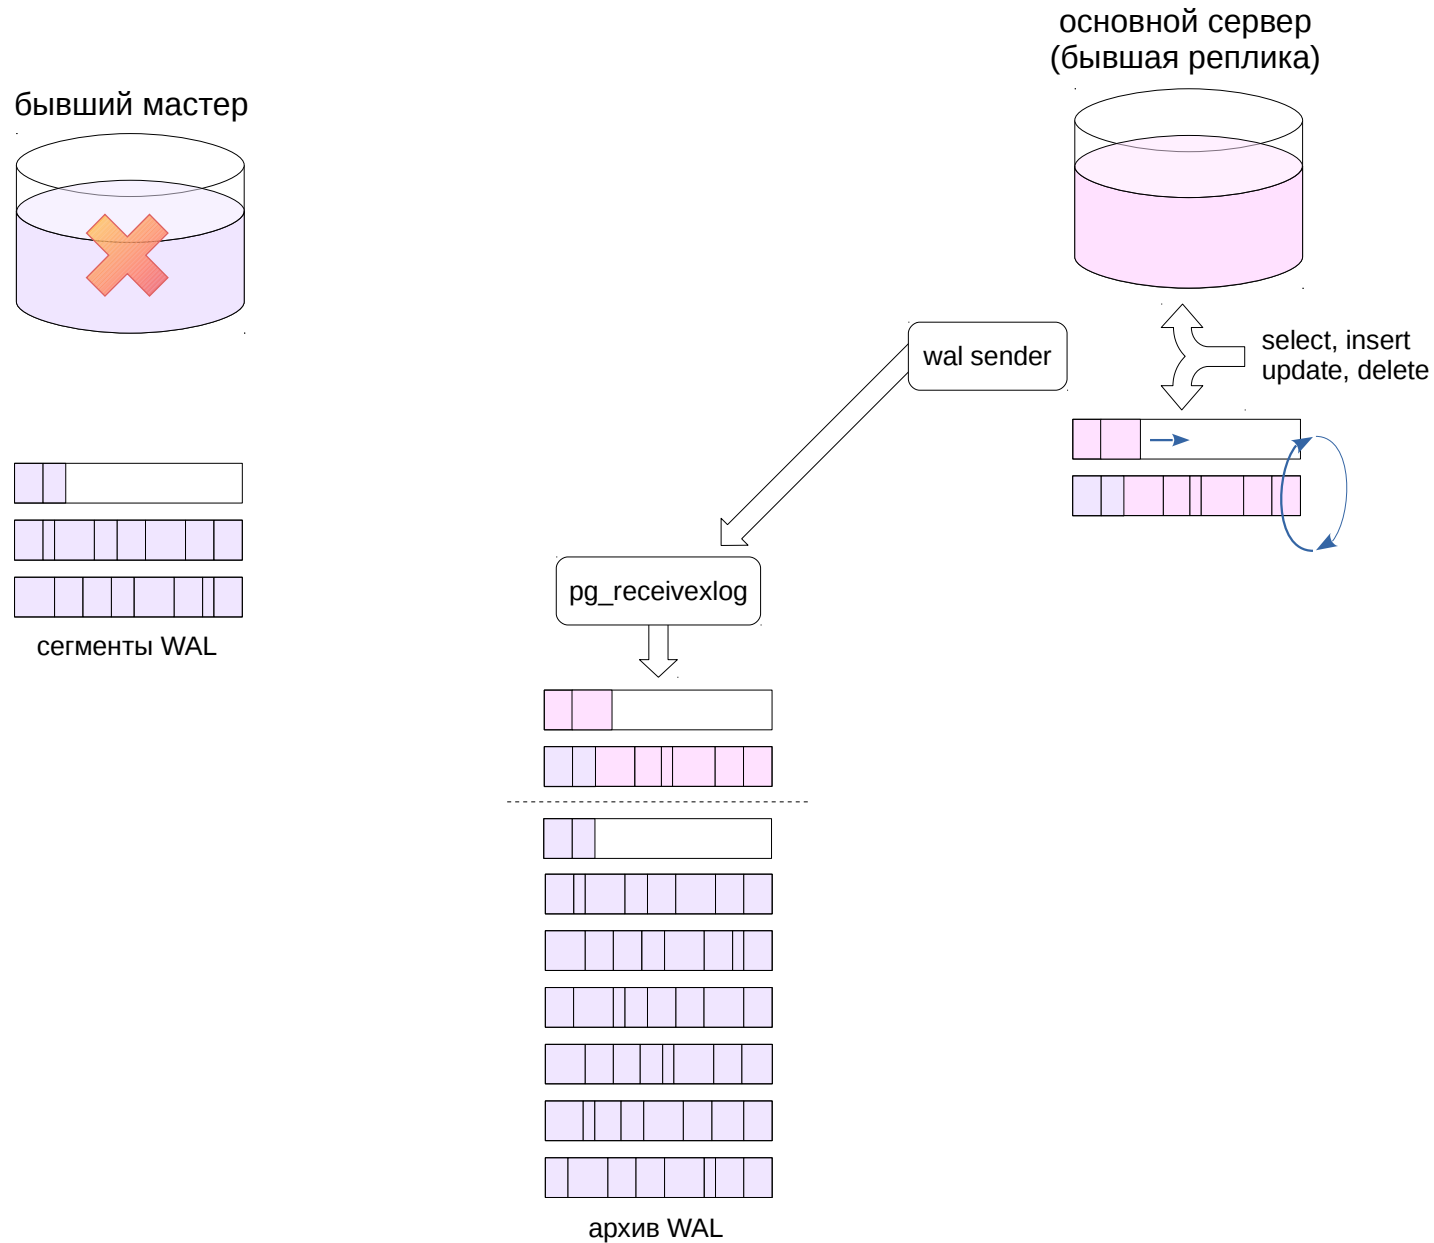 основной сервер
(бывшая реплика)
бывший мастер
wal sender
select, insert
update, delete
pg_receivexlog
сегменты WAL
архив WAL